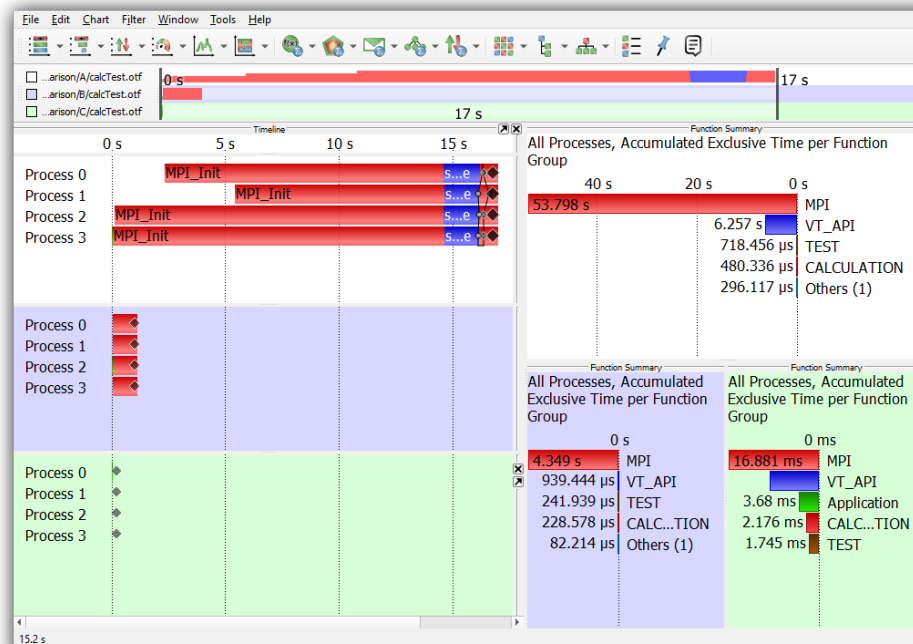 File Edit Chart Filter Window Tools Help
...arison/A/calcTest.otf
...arison/B/calcTest.otf
...arison/C/calcTest.otf
0 s
17 s
17 s
Timeline
0 s 5 s 10 s 15 s
Process 0 MPI_Init s...e
Process 1 MPI_Init s...e
Process 2 MPI_Init s...e
Process 3 MPI_Init s...e
Process 0
Process 1
Process 2
Process 3
Process 0
Process 1
Process 2
Process 3
Function Summary
All Processes, Accumulated Exclusive Time per Function
Group
40 s 20 s 0 s
53.798 s MPI
6.257 s VT_API
718.456 µs TEST
480.336 µs CALCULATION
296.117 µs Others (1)
Function Summary
All Processes, Accumulated
Exclusive Time per Function
Group
0 s
4.349 s MPI
939.444 µs VT_API
241.939 µs TEST
228.578 µs CALC...TION
82.214 µs Others (1)
Function Summary
All Processes, Accumulated
Exclusive Time per Function
Group
0 ms
16.881 ms MPI
VT_API
3.68 ms Application
2.176 ms CALC...TION
1.745 ms TEST
15.2 s